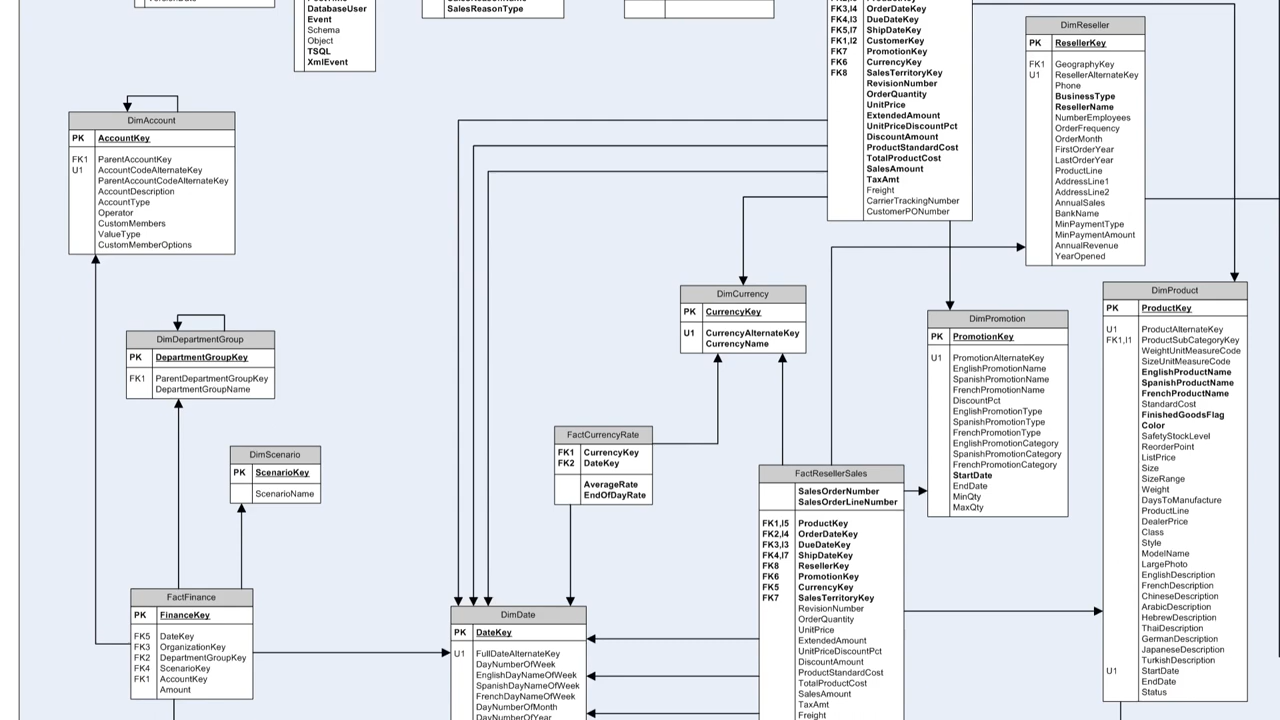 DatabaseUser
Event
Schema
Object
TSQL
XmlEvent
SalesReasonType
FK3,I4 OrderDateKey
FK4,I3 DueDateKey
FK5,I7 ShipDateKey
FK1,I2 CustomerKey
FK7 PromotionKey
FK6 CurrencyKey
FK8 SalesTerritoryKey
RevisionNumber
OrderQuantity
UnitPrice
ExtendedAmount
UnitPriceDiscountPct
DiscountAmount
ProductStandardCost
TotalProductCost
SalesAmount
TaxAmt
Freight
CarrierTrackingNumber
CustomerPONumber
DimReseller
PK ResellerKey
FK1 GeographyKey
U1 ResellerAlternateKey
Phone
BusinessType
ResellerName
NumberEmployees
OrderFrequency
OrderMonth
FirstOrderYear
LastOrderYear
ProductLine
AddressLine1
AddressLine2
AnnualSales
BankName
MinPaymentType
MinPaymentAmount
AnnualRevenue
YearOpened
DimAccount
PK AccountKey
FK1 ParentAccountKey
U1 AccountCodeAlternateKey
ParentAccountCodeAlternateKey
AccountDescription
AccountType
Operator
CustomMembers
ValueType
CustomMemberOptions
DimCurrency
PK CurrencyKey
U1 CurrencyAlternateKey
CurrencyName
DimPromotion
PK PromotionKey
U1 PromotionAlternateKey
EnglishPromotionName
SpanishPromotionName
FrenchPromotionName
DiscountPct
EnglishPromotionType
SpanishPromotionType
FrenchPromotionType
EnglishPromotionCategory
SpanishPromotionCategory
FrenchPromotionCategory
StartDate
EndDate
MinQty
MaxQty
DimProduct
PK ProductKey
U1 ProductAlternateKey
FK1,I1 ProductSubCategoryKey
WeightUnitMeasureCode
SizeUnitMeasureCode
EnglishProductName
SpanishProductName
FrenchProductName
StandardCost
FinishedGoodsFlag
Color
SafetyStockLevel
ReorderPoint
ListPrice
Size
SizeRange
Weight
DaysToManufacture
ProductLine
DealerPrice
Class
Style
ModelName
LargePhoto
EnglishDescription
FrenchDescription
ChineseDescription
ArabicDescription
HebrewDescription
ThaiDescription
GermanDescription
JapaneseDescription
TurkishDescription
U1 StartDate
EndDate
Status
DimDepartmentGroup
PK DepartmentGroupKey
FK1 ParentDepartmentGroupKey
DepartmentGroupName
DimScenario
PK ScenarioKey
ScenarioName
FactCurrencyRate
FK1 CurrencyKey
FK2 DateKey
AverageRate
EndOfDayRate
FactResellerSales
SalesOrderNumber
SalesOrderLineNumber
FK1,I5 ProductKey
FK2,I4 OrderDateKey
FK3,I3 DueDateKey
FK4,I7 ShipDateKey
FK8 ResellerKey
FK6 PromotionKey
FK5 CurrencyKey
FK7 SalesTerritoryKey
RevisionNumber
OrderQuantity
UnitPrice
ExtendedAmount
UnitPriceDiscountPct
DiscountAmount
ProductStandardCost
TotalProductCost
SalesAmount
TaxAmt
Freight
FactFinance
PK FinanceKey
FK5 DateKey
FK3 OrganizationKey
FK2 DepartmentGroupKey
FK4 ScenarioKey
FK1 AccountKey
Amount
DimDate
PK DateKey
U1 FullDateAlternateKey
DayNumberOfWeek
EnglishDayNameOfWeek
SpanishDayNameOfWeek
FrenchDayNameOfWeek
DayNumberOfMonth
DayNumberOfYear